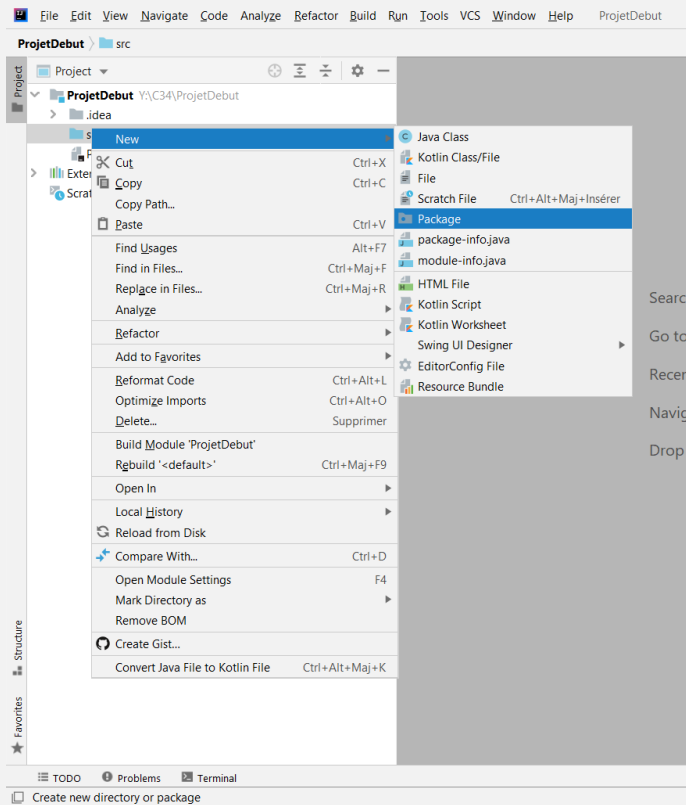 File Edit View Navigate Code Analyze Refactor Build Run Tools VCS Window Help ProjetDebut
ProjetDebut src
Project
Project
ProjetDebut Y:\C34\ProjetDebut
.idea
New
Cut Ctrl+X
Copy
Copy Path...
Paste Ctrl+V
Find Usages Alt+F7
Find in Files... Ctrl+Maj+F
Replace in Files... Ctrl+Maj+R
Analyze
Refactor
Add to Favorites
Reformat Code Ctrl+Alt+L
Optimize Imports Ctrl+Alt+O
Delete... Supprimer
Build Module 'ProjetDebut'
Rebuild '<default>' Ctrl+Maj+F9
Open In
Local History
Reload from Disk
Compare With... Ctrl+D
Open Module Settings F4
Mark Directory as
Remove BOM
Create Gist...
Convert Java File to Kotlin File Ctrl+Alt+Maj+K
Java Class
Kotlin Class/File
File
Scratch File Ctrl+Alt+Maj+Insérer
Package
package-info.java
module-info.java
HTML File
Kotlin Script
Kotlin Worksheet
Swing UI Designer
EditorConfig File
Resource Bundle
Go to
Drop
Structure
Favorites
TODO Problems Terminal
Create new directory or package